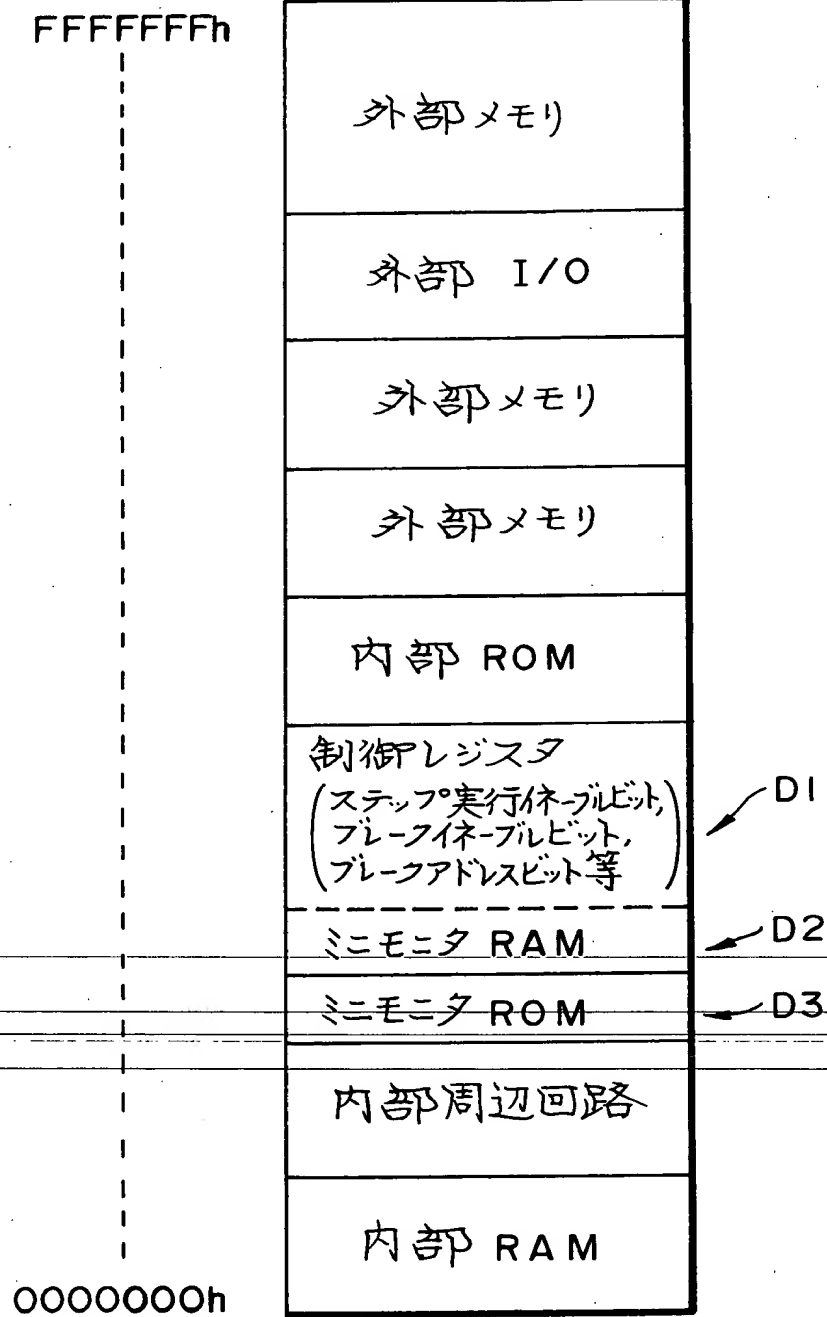 FFFFFFFh
外部メモリ
外部 I/O
外部メモリ
外部メモリ
内部 ROM
制御レジスタ
(ステップ実行イネーブルビット,
ブレークイネーブルビット,
ブレークアドレスビット等)
D1
ミニモニタ RAM
D2
ミニモニタ ROM
D3
内部周辺回路
内部 RAM
0000000h